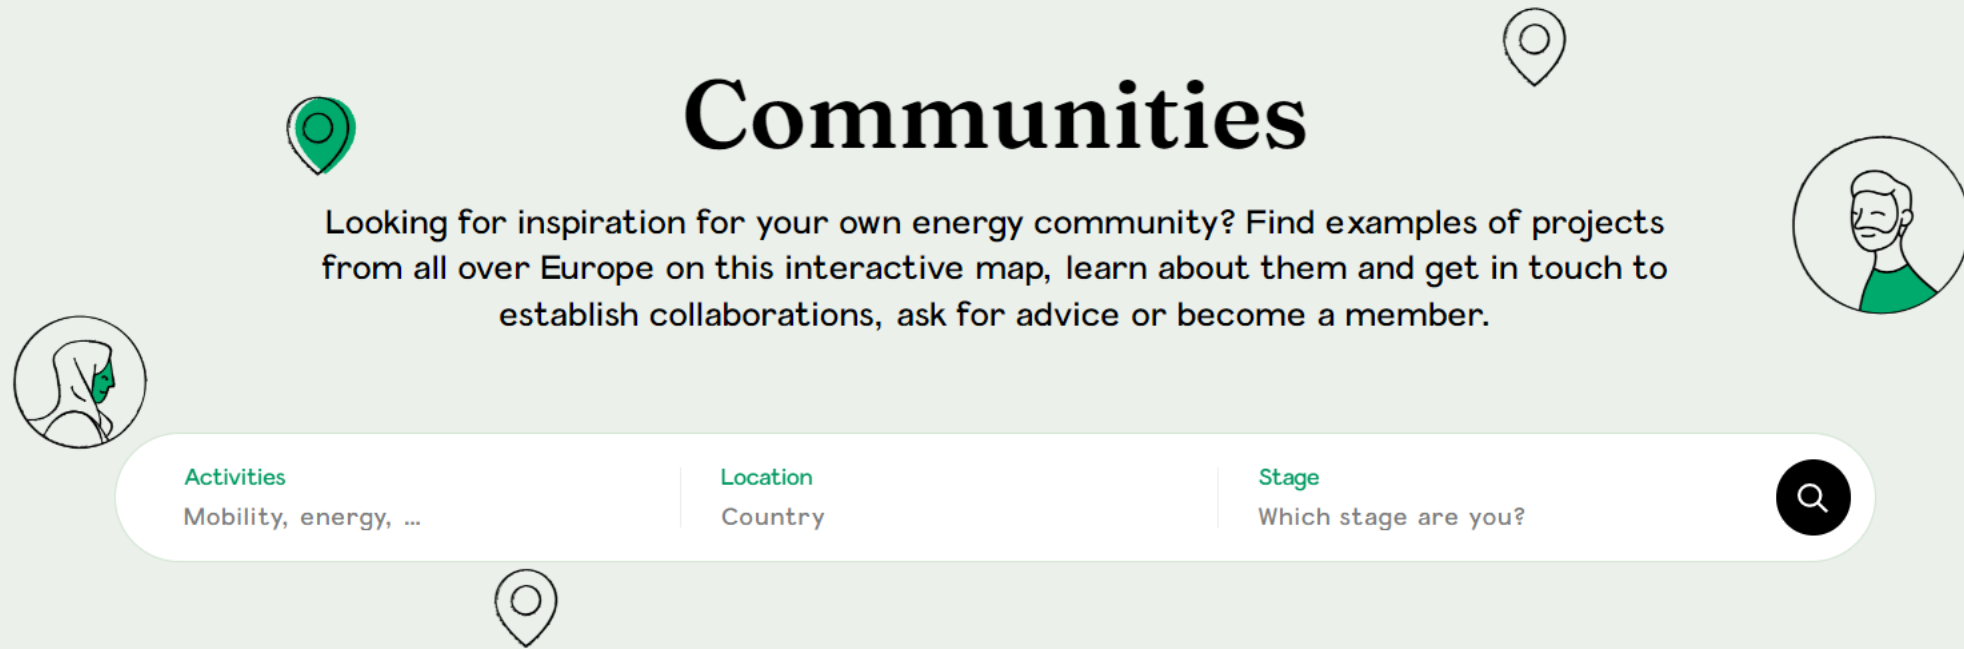 Communities
Looking for inspiration for your own energy community? Find examples of projects
from all over Europe on this interactive map, learn about them and get in touch to
establish collaborations, ask for advice or become a member.
Activities
Mobility, energy, ...
Location
Country
Stage
Which stage are you?